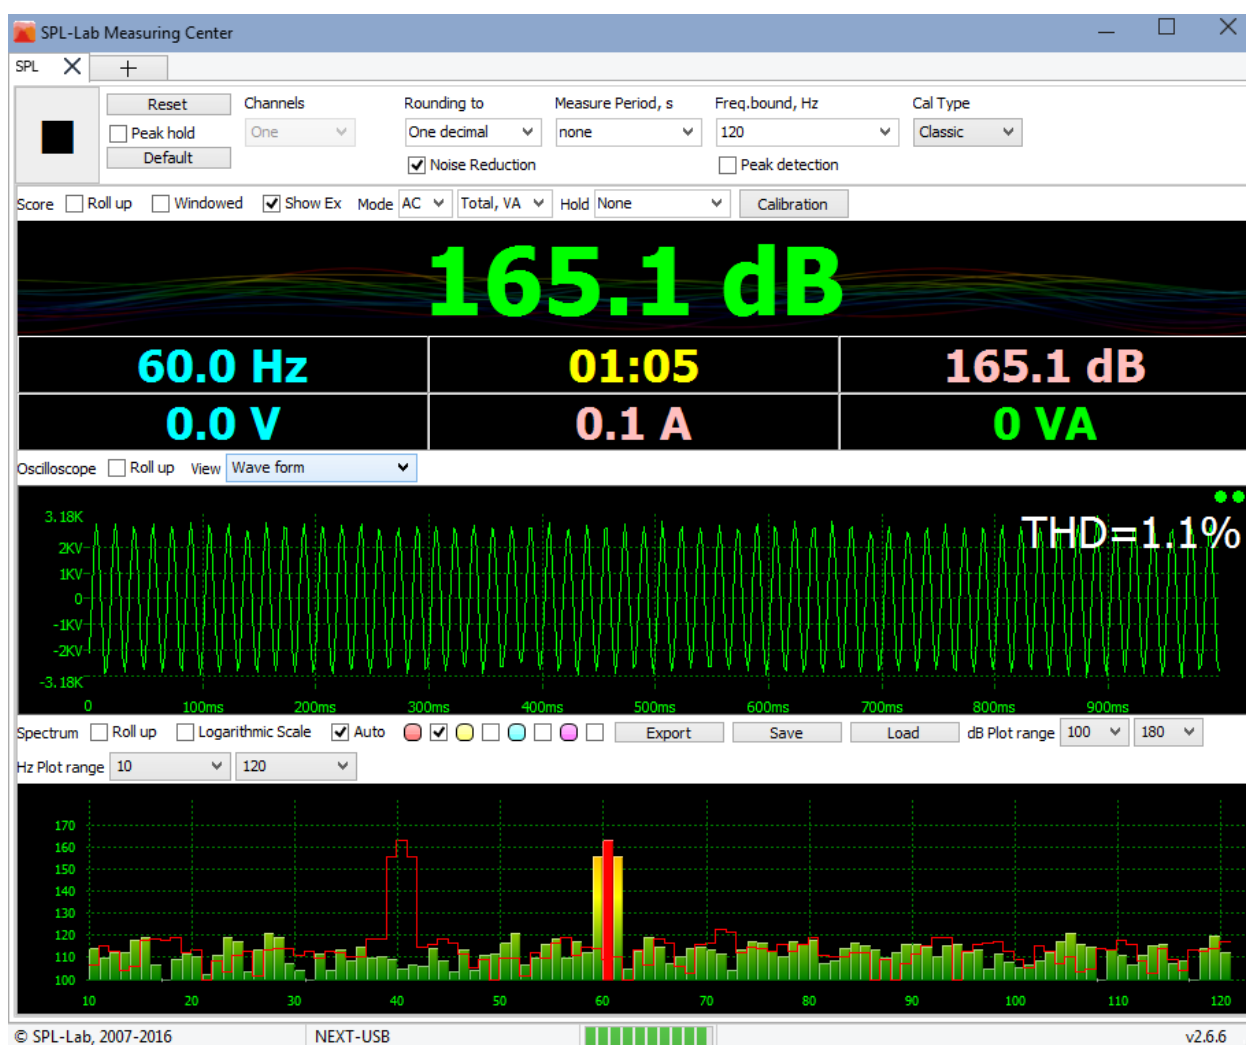 SPL-Lab Measuring Center
SPL
Reset Channels Rounding to Measure Period, s Freq.bound, Hz Cal Type
Peak hold One One decimal none 120 Classic
Default Noise Reduction Peak detection
Score Roll up Windowed Show Ex Mode AC Total, VA Hold None Calibration
165.1 dB
60.0 Hz 01:05 165.1 dB
0.0 V 0.1 A 0 VA
Oscilloscope Roll up View Wave form
THD=1.1%
3.18K
2KV
1KV
0
-1KV
-2KV
-3.18K
0 100ms 200ms 300ms 400ms 500ms 600ms 700ms 800ms 900ms
Spectrum Roll up Logarithmic Scale Auto Export Save Load dB Plot range 100 180
Hz Plot range 10 120
170
160
150
140
130
120
110
100
10 20 30 40 50 60 70 80 90 100 110 120
© SPL-Lab, 2007-2016 NEXT-USB v2.6.6